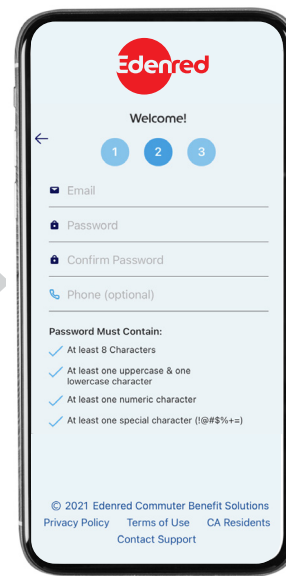 Edenred
Welcome!
1 2 3
Email
Password
Confirm Password
Phone (optional)
Password Must Contain:
At least 8 Characters
At least one uppercase & one
lowercase character
At least one numeric character
At least one special character (!@#$%+=)
© 2021 Edenred Commuter Benefit Solutions
Privacy Policy Terms of Use CA Residents
Contact Support